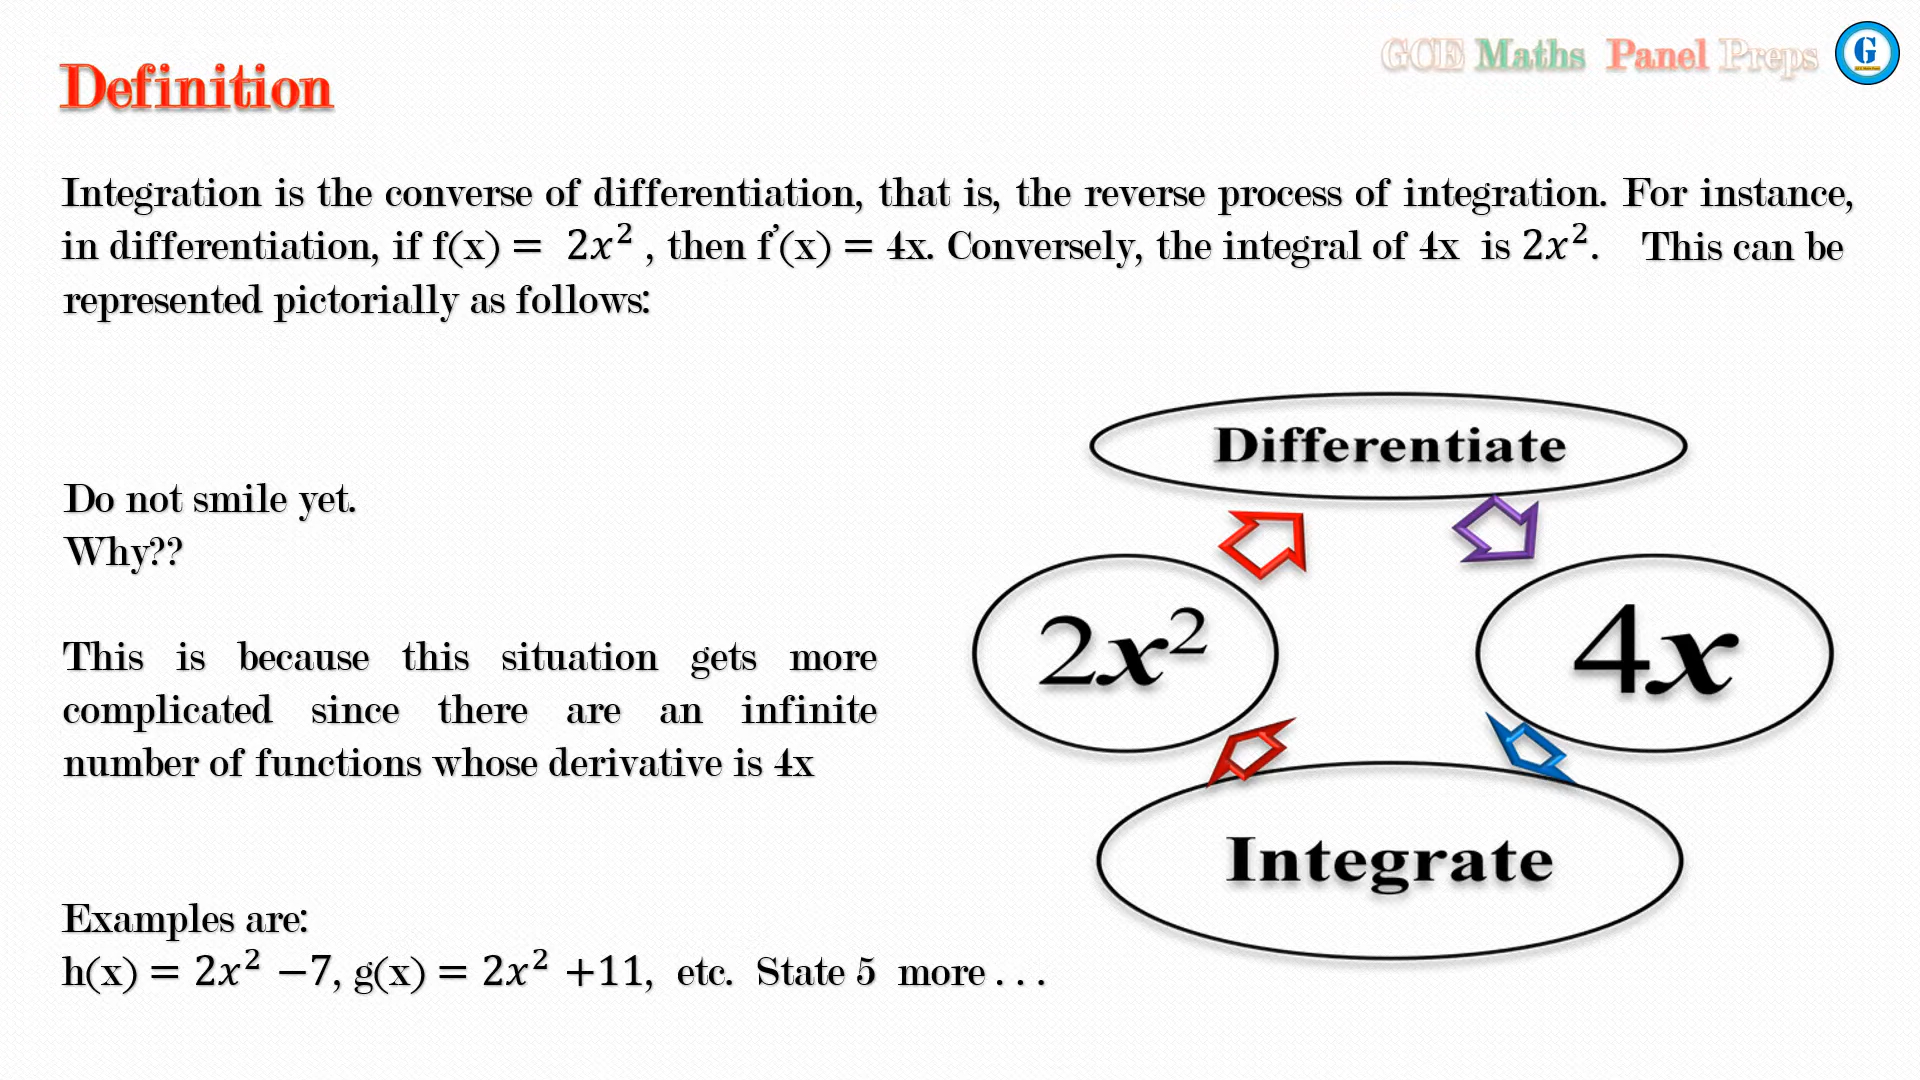 GCE Maths Panel Preps
G
Definition
Integration is the converse of differentiation, that is, the reverse process of integration. For instance,
in differentiation, if f(x) = 2x² , then f’(x) = 4x. Conversely, the integral of 4x is 2x². This can be
represented pictorially as follows:
Do not smile yet.
Why??
This is because this situation gets more
complicated since there are an infinite
number of functions whose derivative is 4x
Examples are:
h(x) = 2x² −7, g(x) = 2x² +11, etc. State 5 more . . .
Differentiate
2x²
4x
Integrate